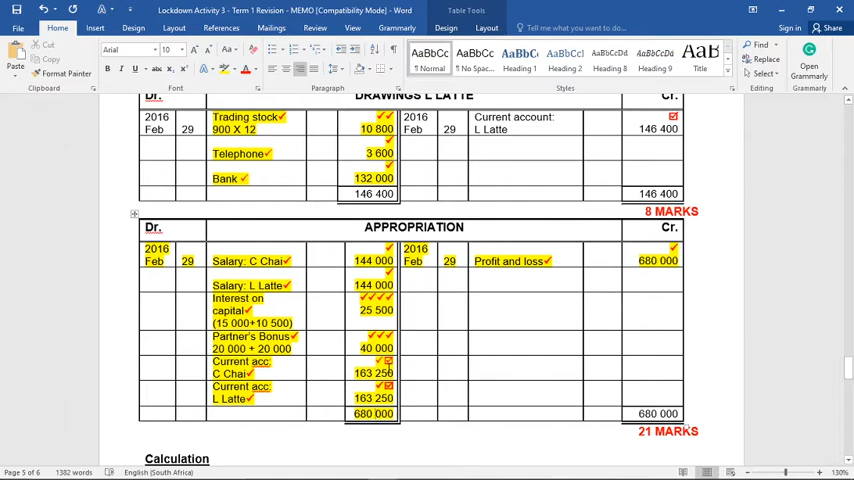 Lockdown Activity 3 - Term 1 Revision - MEMO [Compatibility Mode] - Word
Table Tools
Sign in
Share
File
Home
Insert
Draw
Design
Layout
References
Mailings
Review
View
Grammarly
Design
Layout
Tell me what you want to do...
Cut
Copy
Format Painter
Paste
Clipboard
Arial
10
Font
Paragraph
AaBbCc
¶ Normal
AaBbCc
¶ No Spac...
AaBbCc
Heading 1
AaBbCc
Heading 2
AaBbCcDd
Heading 8
AaBbCcDd
Heading 9
AaB
Title
Styles
Find
Replace
Select
Editing
Open
Grammarly
Grammarly
Dr.
DRAWINGS L LATTE
Cr.
2016
Feb
29
Trading stock✓
900 X 12
✓✓
10 800
2016
Feb
29
Current account:
L Latte
☑
146 400
Telephone✓
✓
3 600
Bank ✓
✓
132 000
146 400
146 400
8 MARKS
Dr.
APPROPRIATION
Cr.
2016
Feb
29
Salary: C Chai✓
✓
144 000
2016
Feb
29
Profit and loss✓
✓
680 000
Salary: L Latte✓
✓
144 000
Interest on
capital✓
(15 000+10 500)
✓✓✓✓
25 500
Partner's Bonus✓
20 000 + 20 000
✓✓✓
40 000
Current acc:
C Chai✓
✓☑
163 250
Current acc:
L Latte✓
✓☑
163 250
680 000
680 000
21 MARKS
Calculation
Page 5 of 6
1382 words
English (South Africa)
130%